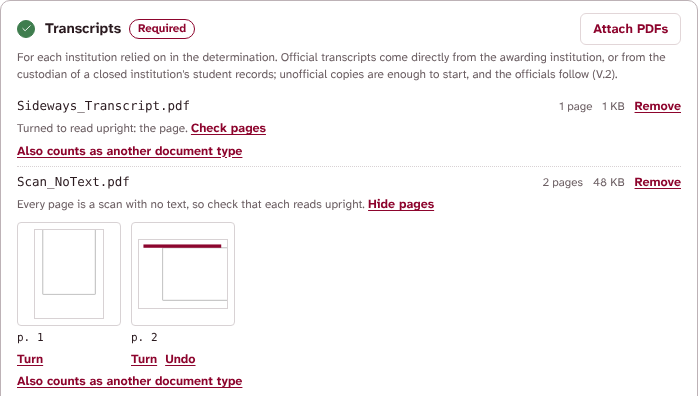 Transcripts Required Attach PDFs
For each institution relied on in the determination. Official transcripts come directly from the awarding institution, or from the
custodian of a closed institution's student records; unofficial copies are enough to start, and the officials follow (V.2).
Sideways_Transcript.pdf 1 page 1 KB Remove
Turned to read upright: the page. Check pages
Also counts as another document type
Scan_NoText.pdf 2 pages 48 KB Remove
Every page is a scan with no text, so check that each reads upright. Hide pages
p. 1 p. 2
Turn Turn Undo
Also counts as another document type